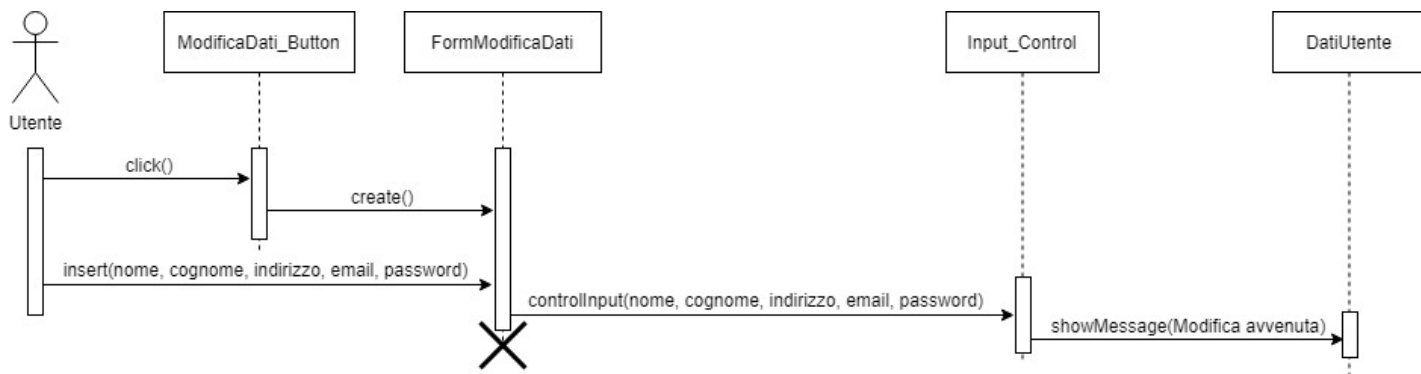 ModificaDati_Button
FormModificaDati
Input_Control
DatiUtente
Utente
click()
create()
insert(nome, cognome, indirizzo, email, password)
controlInput(nome, cognome, indirizzo, email, password)
showMessage(Modifica avvenuta)